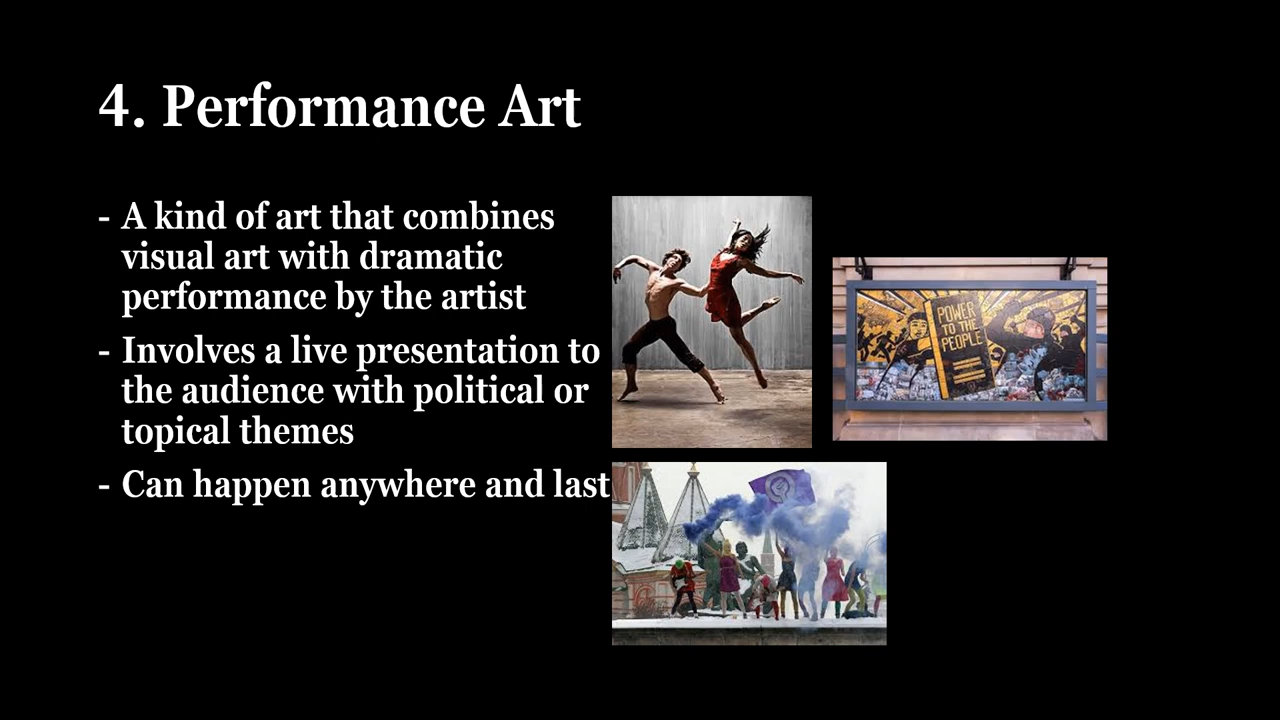 4. Performance Art
- A kind of art that combines
visual art with dramatic
performance by the artist
- Involves a live presentation to
the audience with political or
topical themes
- Can happen anywhere and last
POWER
TO THE
PEOPLE